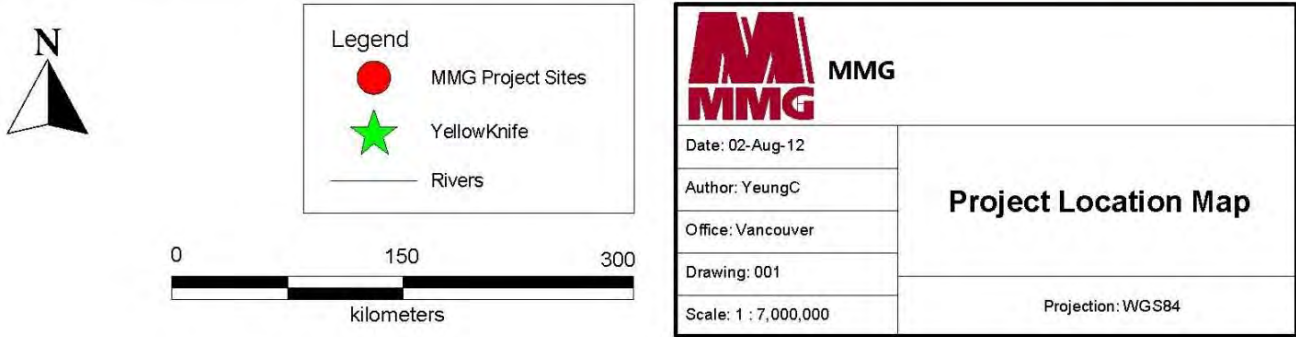 N
Legend
MMG Project Sites
YellowKnife
Rivers
0 150 300
kilometers
MMG
MMG
Date: 02-Aug-12
Author: YeungC
Office: Vancouver
Drawing: 001
Scale: 1 : 7,000,000
Project Location Map
Projection: WGS84